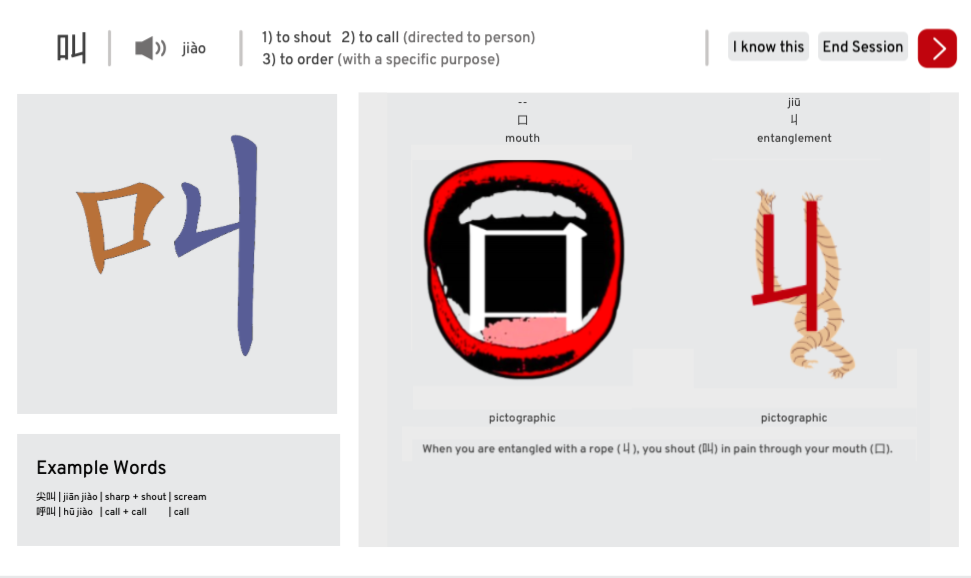 叫
jiào
1) to shout 2) to call (directed to person)
3) to order (with a specific purpose)
I know this
End Session
叫
Example Words
尖叫 | jiān jiào | sharp + shout | scream
呼叫 | hū jiào | call + call | call
--
口
mouth
pictographic
jiū
丩
entanglement
pictographic
When you are entangled with a rope (丩), you shout (叫) in pain through your mouth (口).